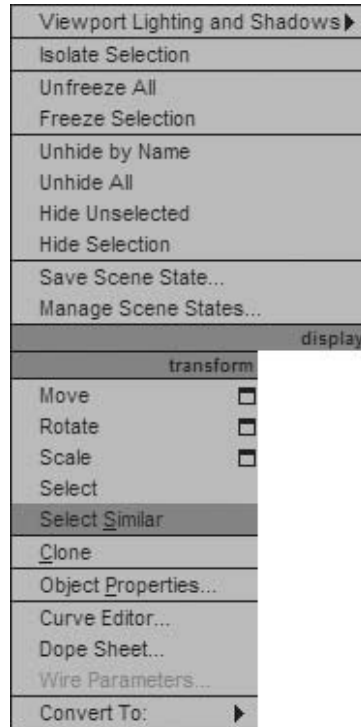 Viewport Lighting and Shadows
Isolate Selection
Unfreeze All
Freeze Selection
Unhide by Name
Unhide All
Hide Unselected
Hide Selection
Save Scene State...
Manage Scene States...
display
transform
Move
Rotate
Scale
Select
Select Similar
Clone
Object Properties...
Curve Editor...
Dope Sheet...
Wire Parameters...
Convert To: